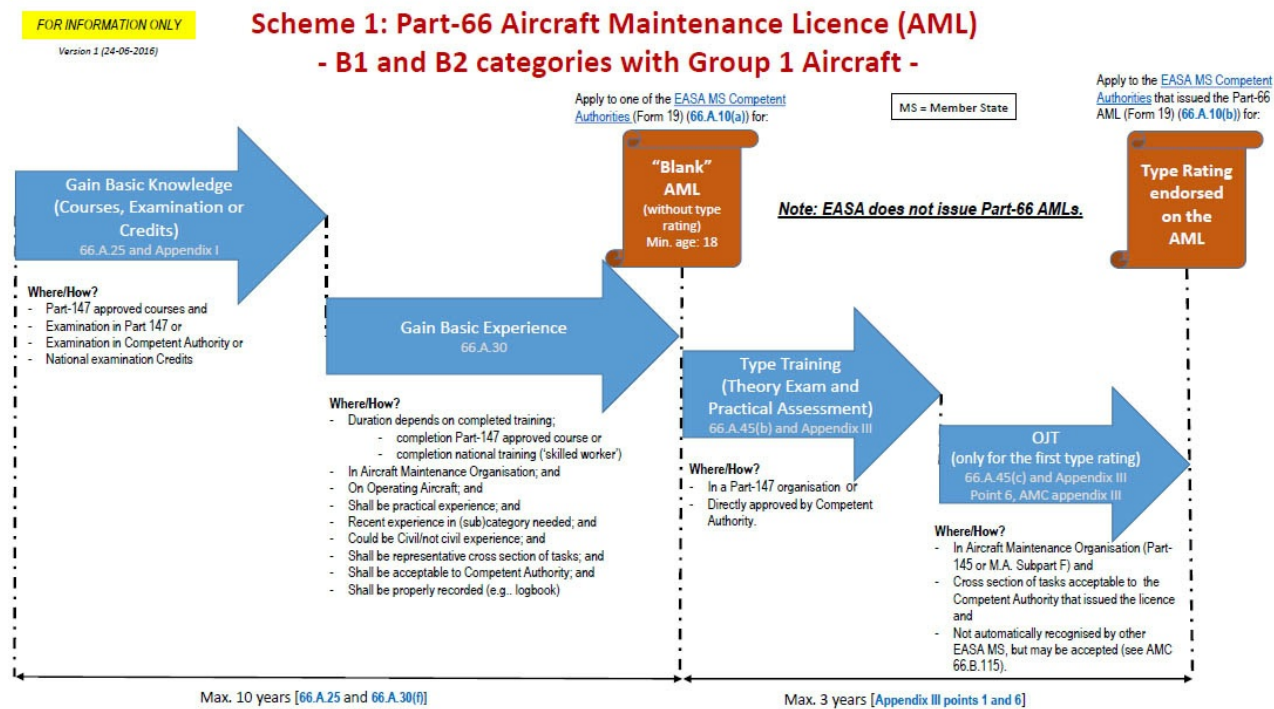 FOR INFORMATION ONLY
Version 1 (24-06-2016)
Scheme 1: Part-66 Aircraft Maintenance Licence (AML)
- B1 and B2 categories with Group 1 Aircraft -
Apply to one of the EASA MS Competent
Authorities (Form 19) (66.A.10(a)) for:
MS = Member State
Apply to the EASA MS Competent
Authorities that issued the Part-66
AML (Form 19) (66.A.10(b)) for:
Gain Basic Knowledge
(Courses, Examination or
Credits)
66.A.25 and Appendix I
Where/How?
- Part-147 approved courses and
- Examination in Part 147 or
- Examination in Competent Authority or
- National examination Credits
"Blank"
AML
(without type
rating)
Min. age: 18
Note: EASA does not issue Part-66 AMLs.
Type Rating
endorsed
on the
AML
Gain Basic Experience
66.A.30
Where/How?
- Duration depends on completed training;
- completion Part-147 approved course or
- completion national training ('skilled worker')
- In Aircraft Maintenance Organisation; and
- On Operating Aircraft; and
- Shall be practical experience; and
- Recent experience in (sub)category needed; and
- Could be Civil/not civil experience; and
- Shall be representative cross section of tasks; and
- Shall be acceptable to Competent Authority; and
- Shall be properly recorded (e.g.. logbook)
Type Training
(Theory Exam and
Practical Assessment)
66.A.45(b) and Appendix III
Where/How?
- In a Part-147 organisation or
- Directly approved by Competent
Authority.
OJT
(only for the first type rating)
66.A.45(c) and Appendix III
Point 6, AMC appendix III
Where/How?
- In Aircraft Maintenance Organisation (Part-
145 or M.A. Subpart F) and
- Cross section of tasks acceptable to the
Competent Authority that issued the licence
and
- Not automatically recognised by other
EASA MS, but may be accepted (see AMC
66.B.115).
Max. 10 years [66.A.25 and 66.A.30(f)]
Max. 3 years [Appendix III points 1 and 6]